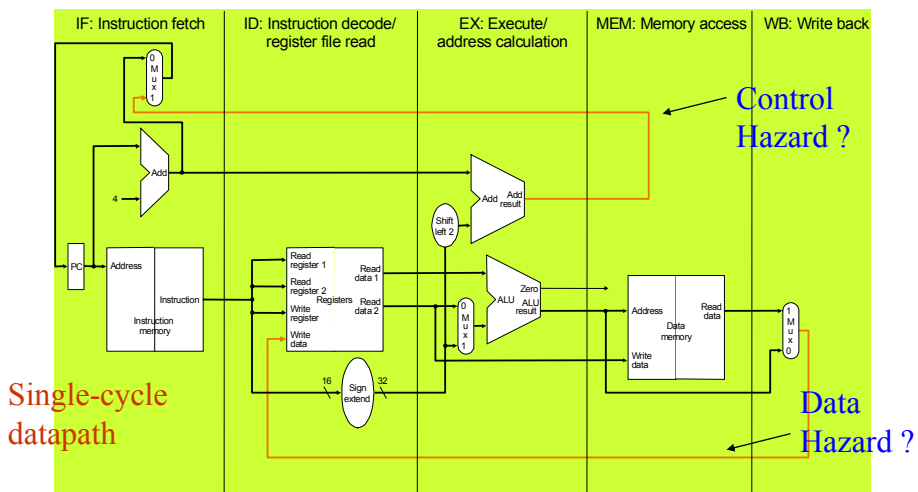 IF: Instruction fetch
ID: Instruction decode/
register file read
EX: Execute/
address calculation
MEM: Memory access
WB: Write back
0
M
u
x
1
Control
Hazard ?
Add
4
Add
Add
result
Shift
left 2
PC
Address
Instruction
Instruction
memory
Read
register 1
Read
register 2
Write
register
Write
data
Registers
Read
data 1
Read
data 2
0
M
u
x
1
Zero
ALU
ALU
result
Address
Write
data
Data
memory
Read
data
1
M
u
x
0
16
Sign
extend
32
Single-cycle
datapath
Data
Hazard ?